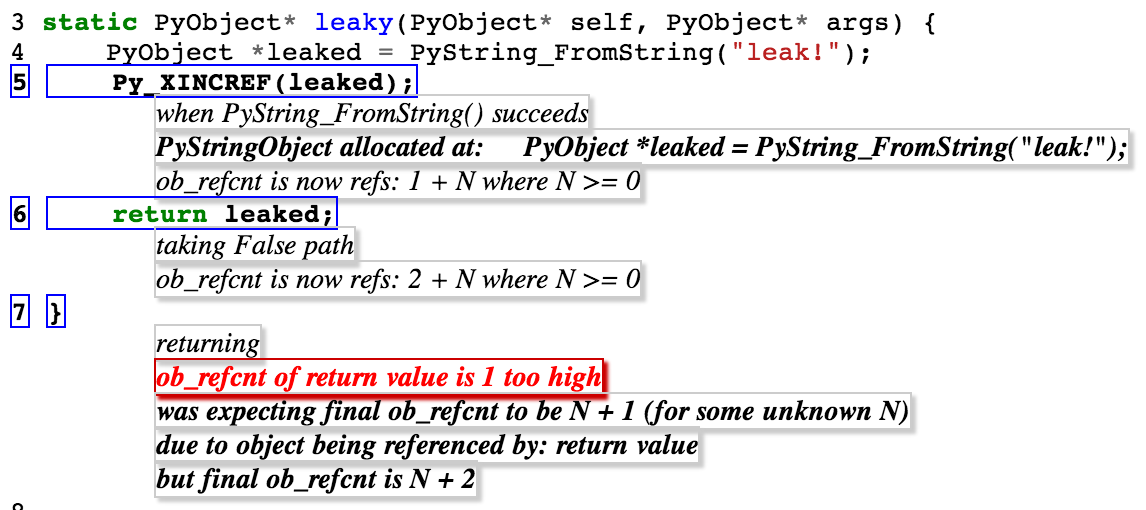 3 static PyObject* leaky(PyObject* self, PyObject* args) {
4     PyObject *leaked = PyString_FromString("leak!");
5     Py_XINCREF(leaked);
when PyString_FromString() succeeds
PyStringObject allocated at:     PyObject *leaked = PyString_FromString("leak!");
ob_refcnt is now refs: 1 + N where N >= 0
6     return leaked;
taking False path
ob_refcnt is now refs: 2 + N where N >= 0
7 }
returning
ob_refcnt of return value is 1 too high
was expecting final ob_refcnt to be N + 1 (for some unknown N)
due to object being referenced by: return value
but final ob_refcnt is N + 2